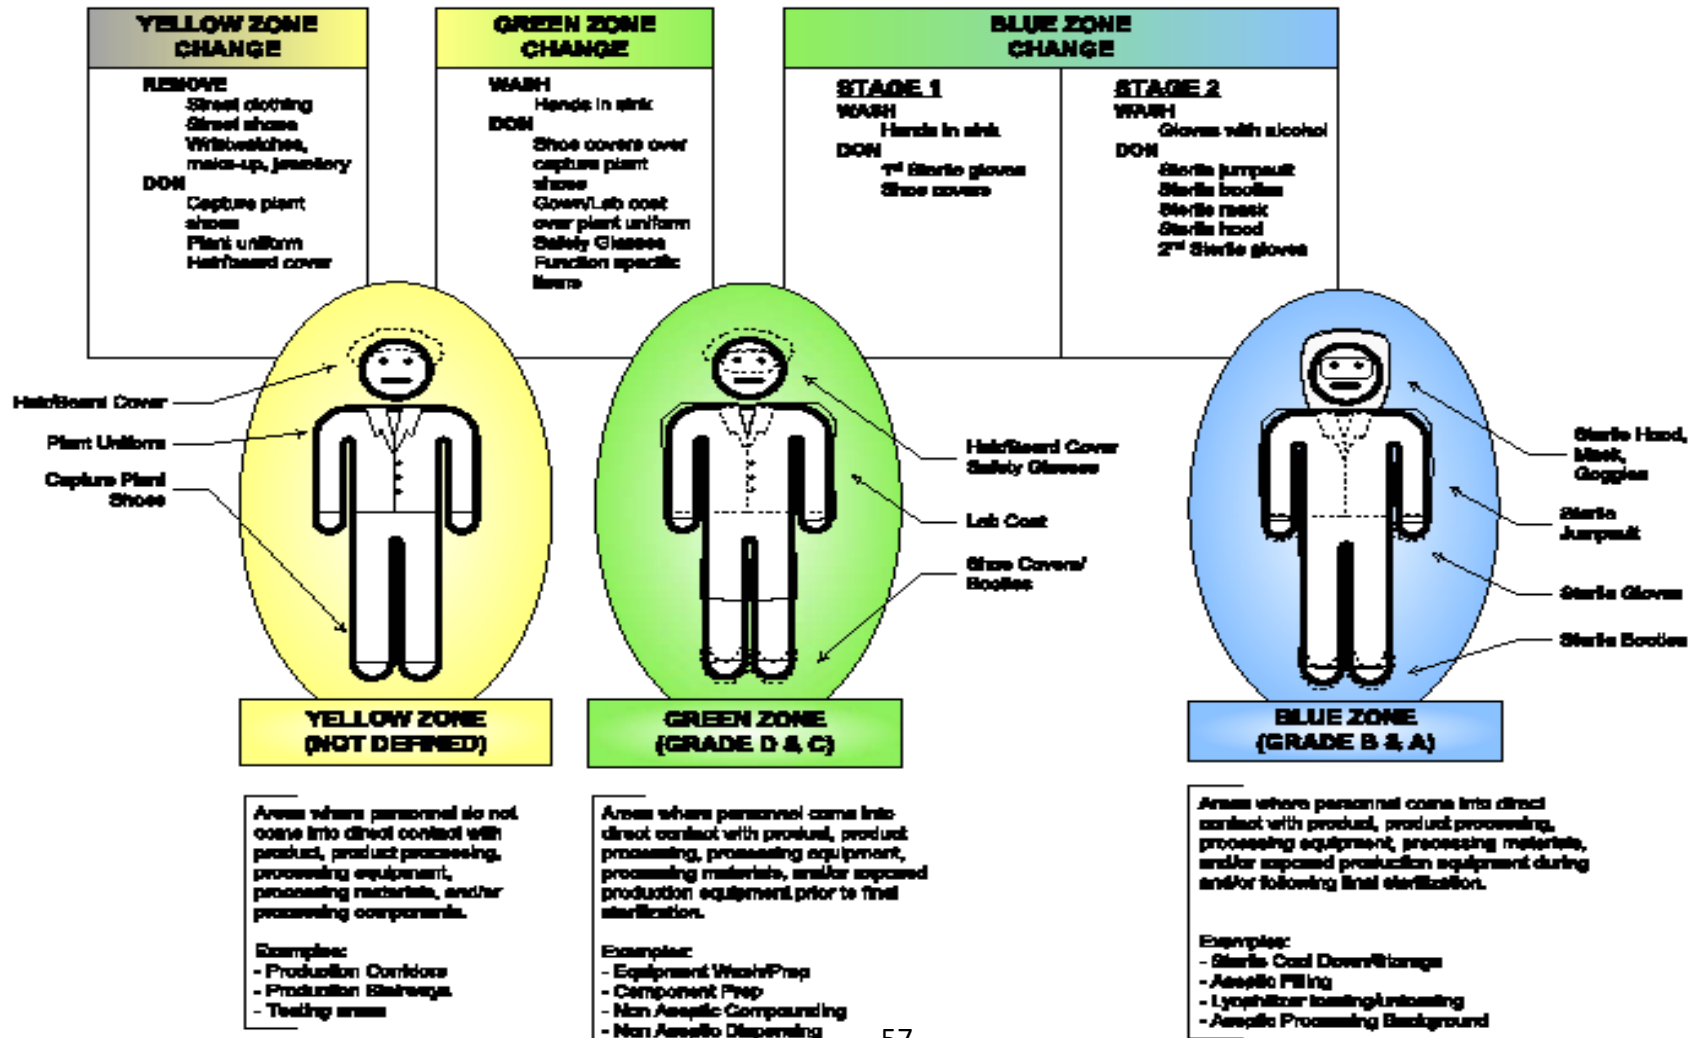 YELLOW ZONE
CHANGE
REMOVE
Street clothing
Street shoes
Wristwatches,
make-up, jewellery
DON
Capture plant
shoes
Plant uniform
Hair/beard cover
GREEN ZONE
CHANGE
WASH
Hands in sink
DON
Shoe covers over
capture plant
shoes
Gown/Lab coat
over plant uniform
Safety Glasses
Function specific
items
BLUE ZONE
CHANGE
STAGE 1
WASH
Hands in sink
DON
Sterile gloves
Shoe covers
STAGE 2
WASH
Gloves with alcohol
DON
Sterile jumpsuit
Sterile booties
Sterile mask
Sterile hood
2nd Sterile gloves
Hair/Beard Cover
Plant Uniform
Capture Plant
Shoes
Hair/Beard Cover
Safety Glasses
Lab Coat
Shoe Covers/
Booties
Sterile Hood,
Mask,
Goggles
Sterile
Jumpsuit
Sterile Gloves
Sterile Booties
YELLOW ZONE
(NOT DEFINED)
GREEN ZONE
(GRADE D & C)
BLUE ZONE
(GRADE B & A)
Areas where personnel do not
come into direct contact with
product, product processing,
processing equipment,
processing materials, and/or
processing components.
Examples:
- Production Corridors
- Production Stairways
- Testing areas
Areas where personnel come into
direct contact with product, product
processing, processing equipment,
processing materials, and/or exposed
production equipment prior to final
sterilization.
Examples:
- Equipment Wash/Prep
- Component Prep
- Non Aseptic Compounding
- Non Aseptic Dispensing
Areas where personnel come into direct
contact with product, product processing,
processing equipment, processing materials,
and/or exposed production equipment during
and/or following final sterilization.
Examples:
- Sterile Cool Down/Storage
- Aseptic Filling
- Lyophilizer loading/unloading
- Aseptic Processing Background
57